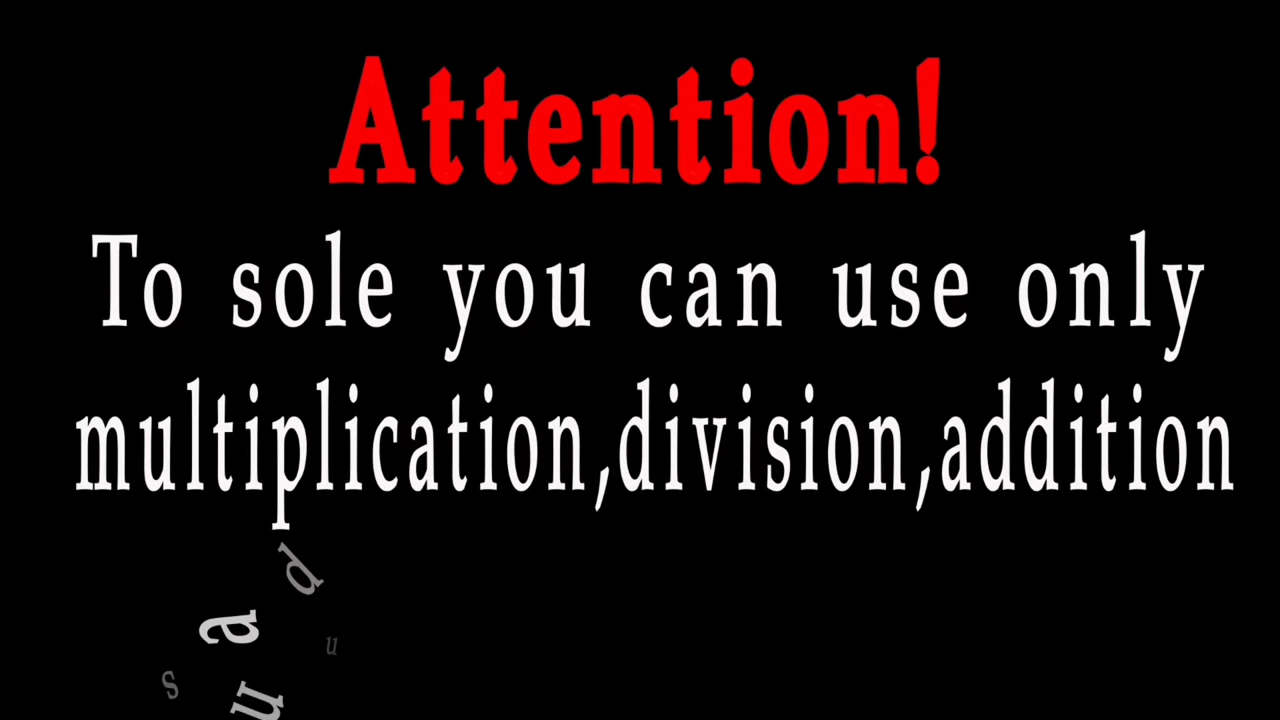 Attention!
To sole you can use only
multiplication,division,addition